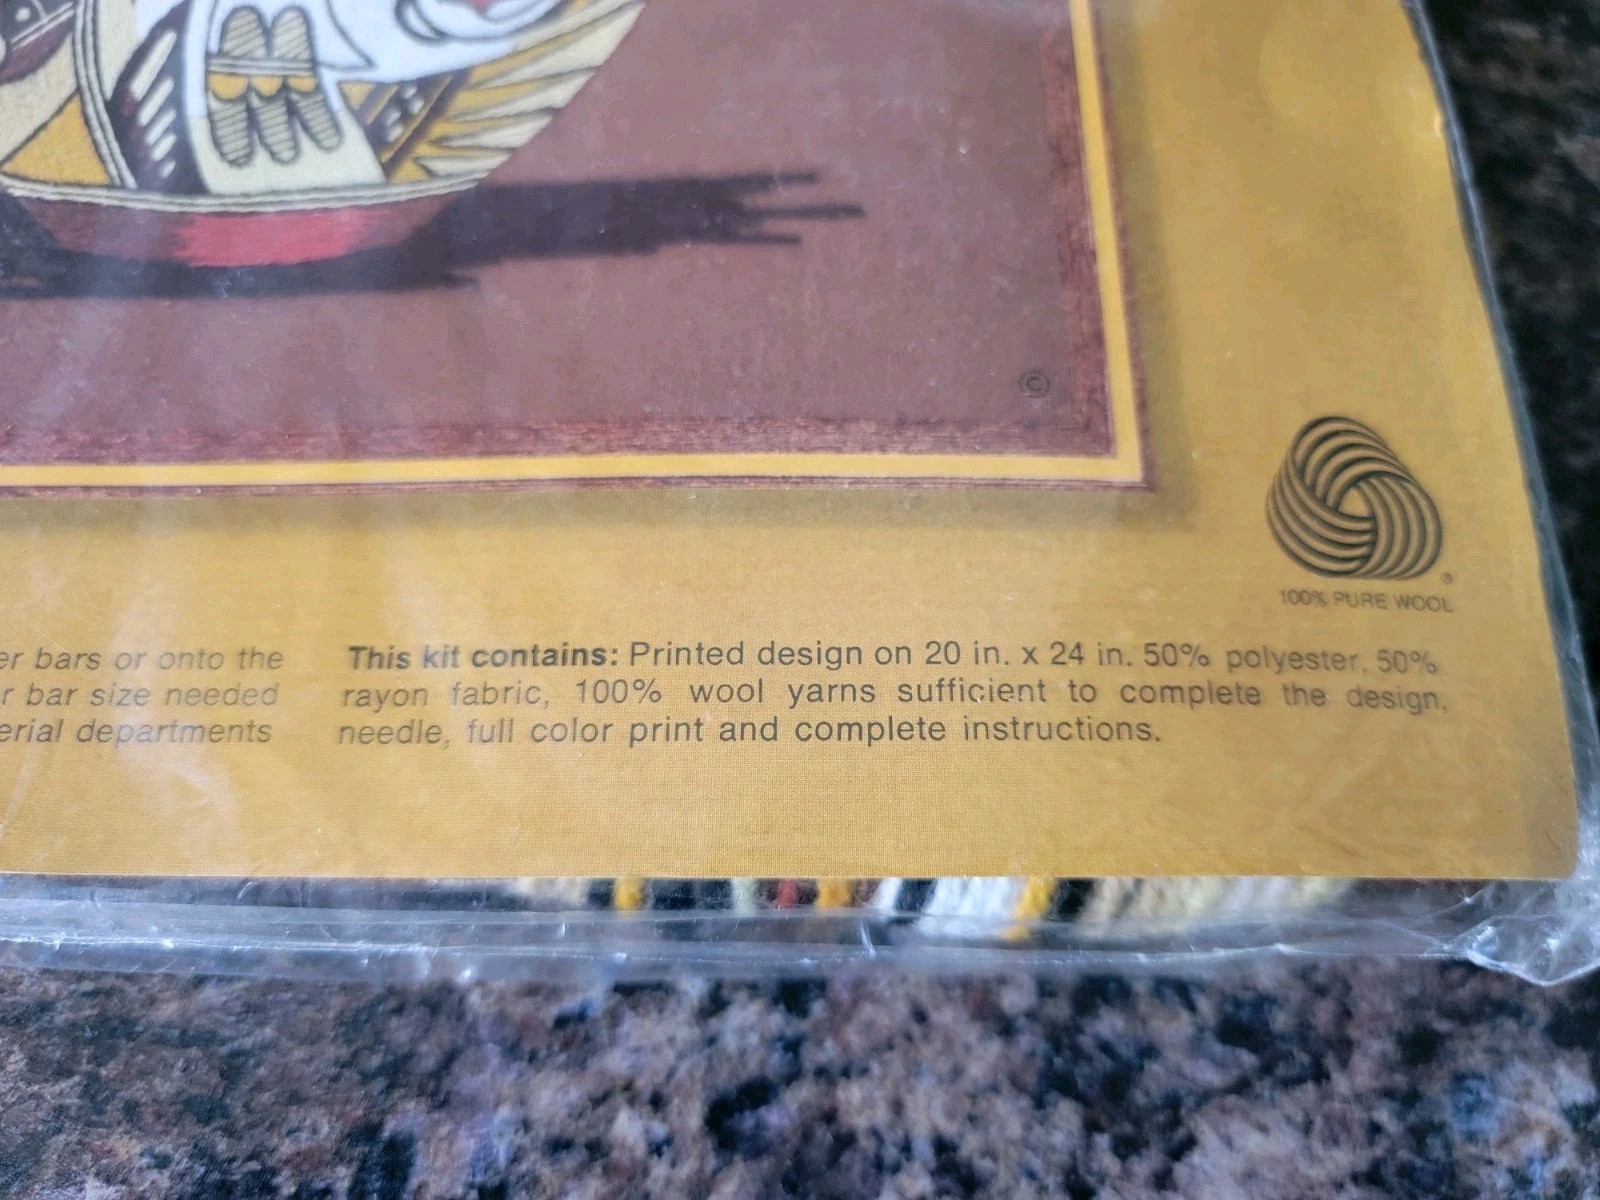 ©
®
100% PURE WOOL
er bars or onto the
r bar size needed
erial departments
This kit contains: Printed design on 20 in. x 24 in. 50% polyester, 50%
rayon fabric, 100% wool yarns sufficient to complete the design,
needle, full color print and complete instructions.